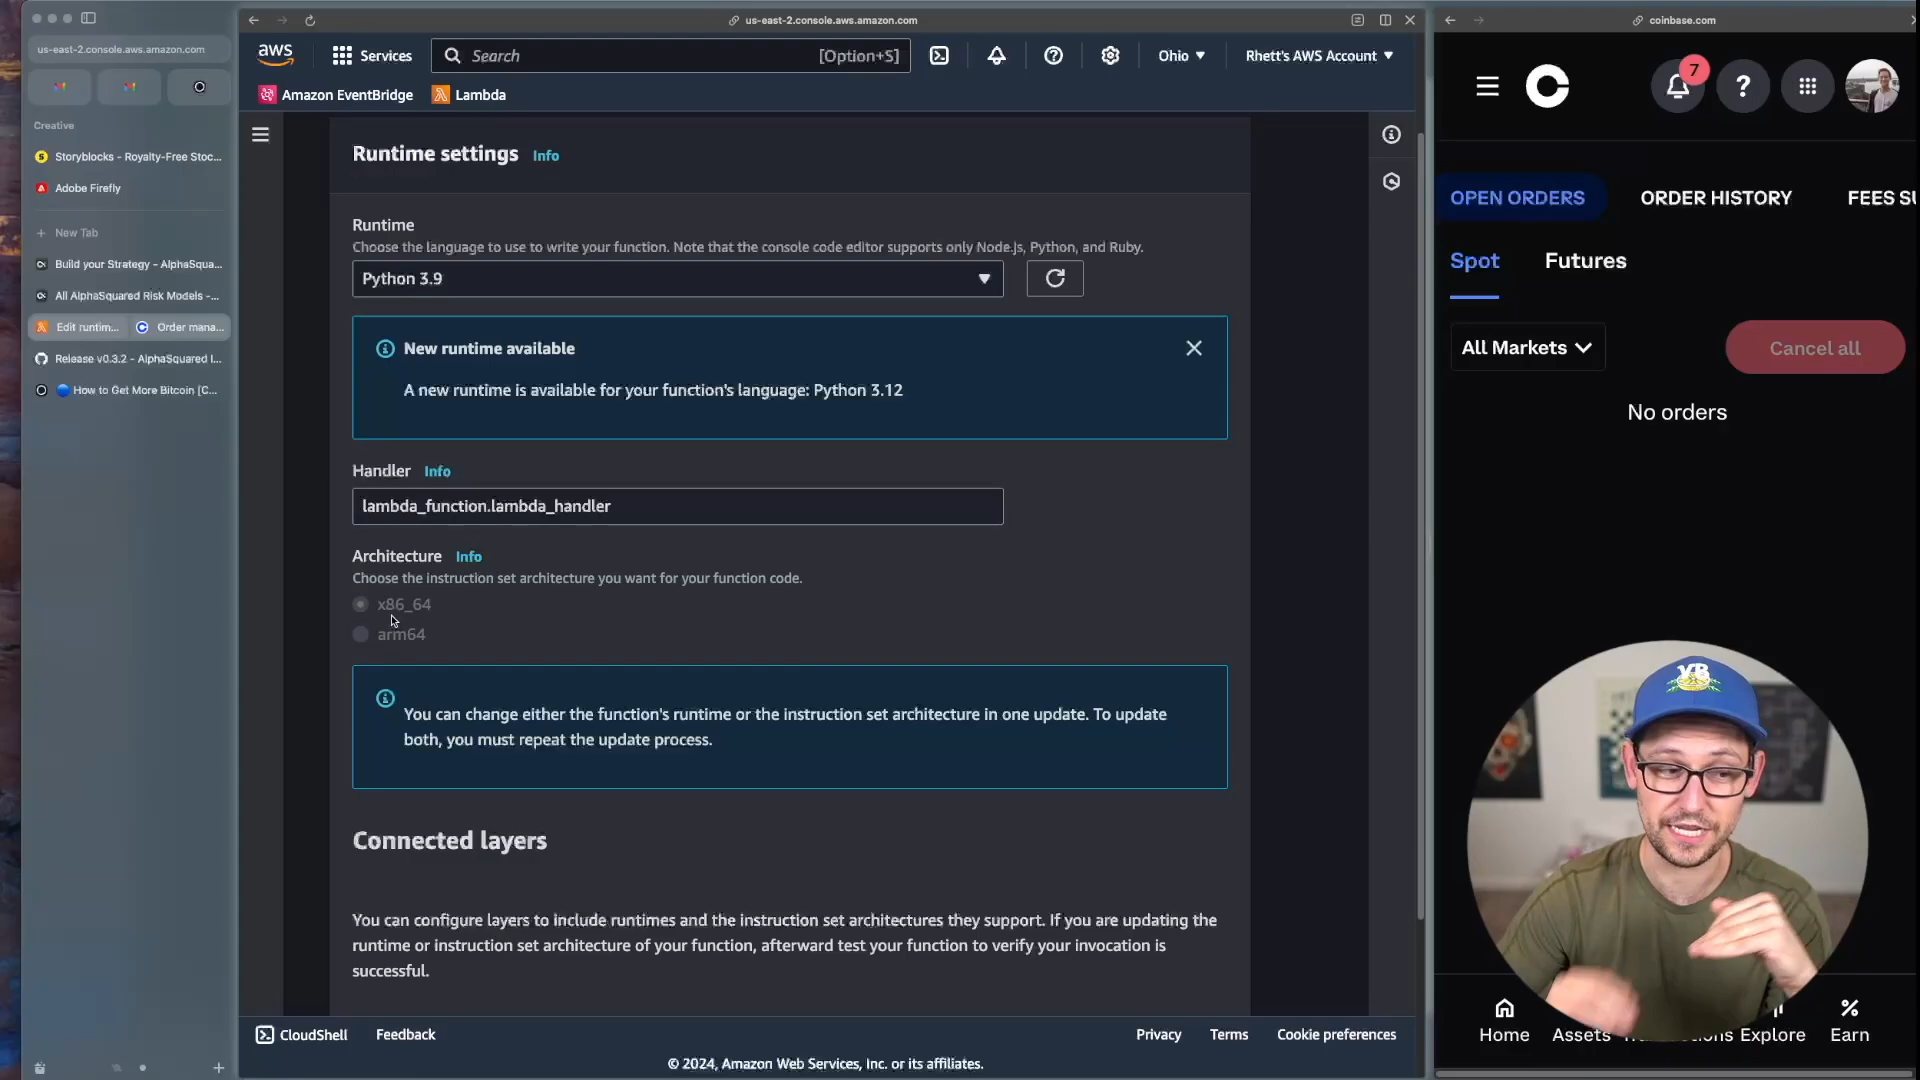 us-east-2.console.aws.amazon.com
Creative
Storyblocks - Royalty-Free Stoc...
Adobe Firefly
New Tab
Build your Strategy - AlphaSqua...
All AlphaSquared Risk Models -...
Edit runtim...
Order mana...
Release v0.3.2 - AlphaSquared I...
How to Get More Bitcoin [C...
us-east-2.console.aws.amazon.com
aws
Services
Search
[Option+S]
Ohio
Rhett's AWS Account
Amazon EventBridge
Lambda
Runtime settings Info
Runtime
Choose the language to use to write your function. Note that the console code editor supports only Node.js, Python, and Ruby.
Python 3.9
New runtime available
A new runtime is available for your function's language: Python 3.12
Handler Info
lambda_function.lambda_handler
Architecture Info
Choose the instruction set architecture you want for your function code.
x86_64
arm64
You can change either the function's runtime or the instruction set architecture in one update. To update
both, you must repeat the update process.
Connected layers
You can configure layers to include runtimes and the instruction set architectures they support. If you are updating the
runtime or instruction set architecture of your function, afterward test your function to verify your invocation is
successful.
CloudShell
Feedback
Privacy
Terms
Cookie preferences
© 2024, Amazon Web Services, Inc. or its affiliates.
coinbase.com
7
OPEN ORDERS
ORDER HISTORY
FEES SU
Spot
Futures
All Markets
Cancel all
No orders
YB
Home
Assets
Explore
Earn